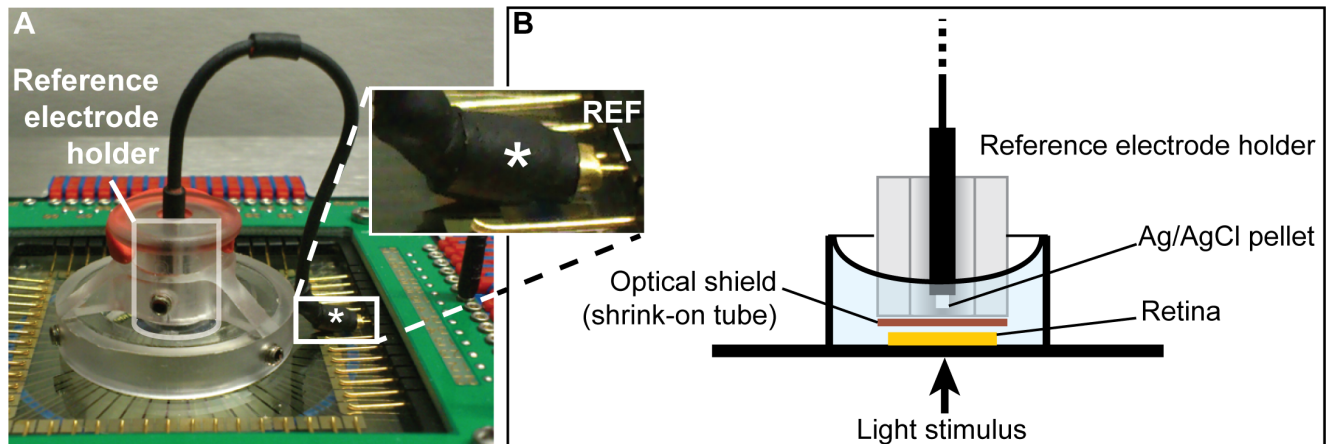 A
Reference
electrode
holder
*
REF
*
B
Reference electrode holder
Ag/AgCl pellet
Optical shield
(shrink-on tube)
Retina
Light stimulus